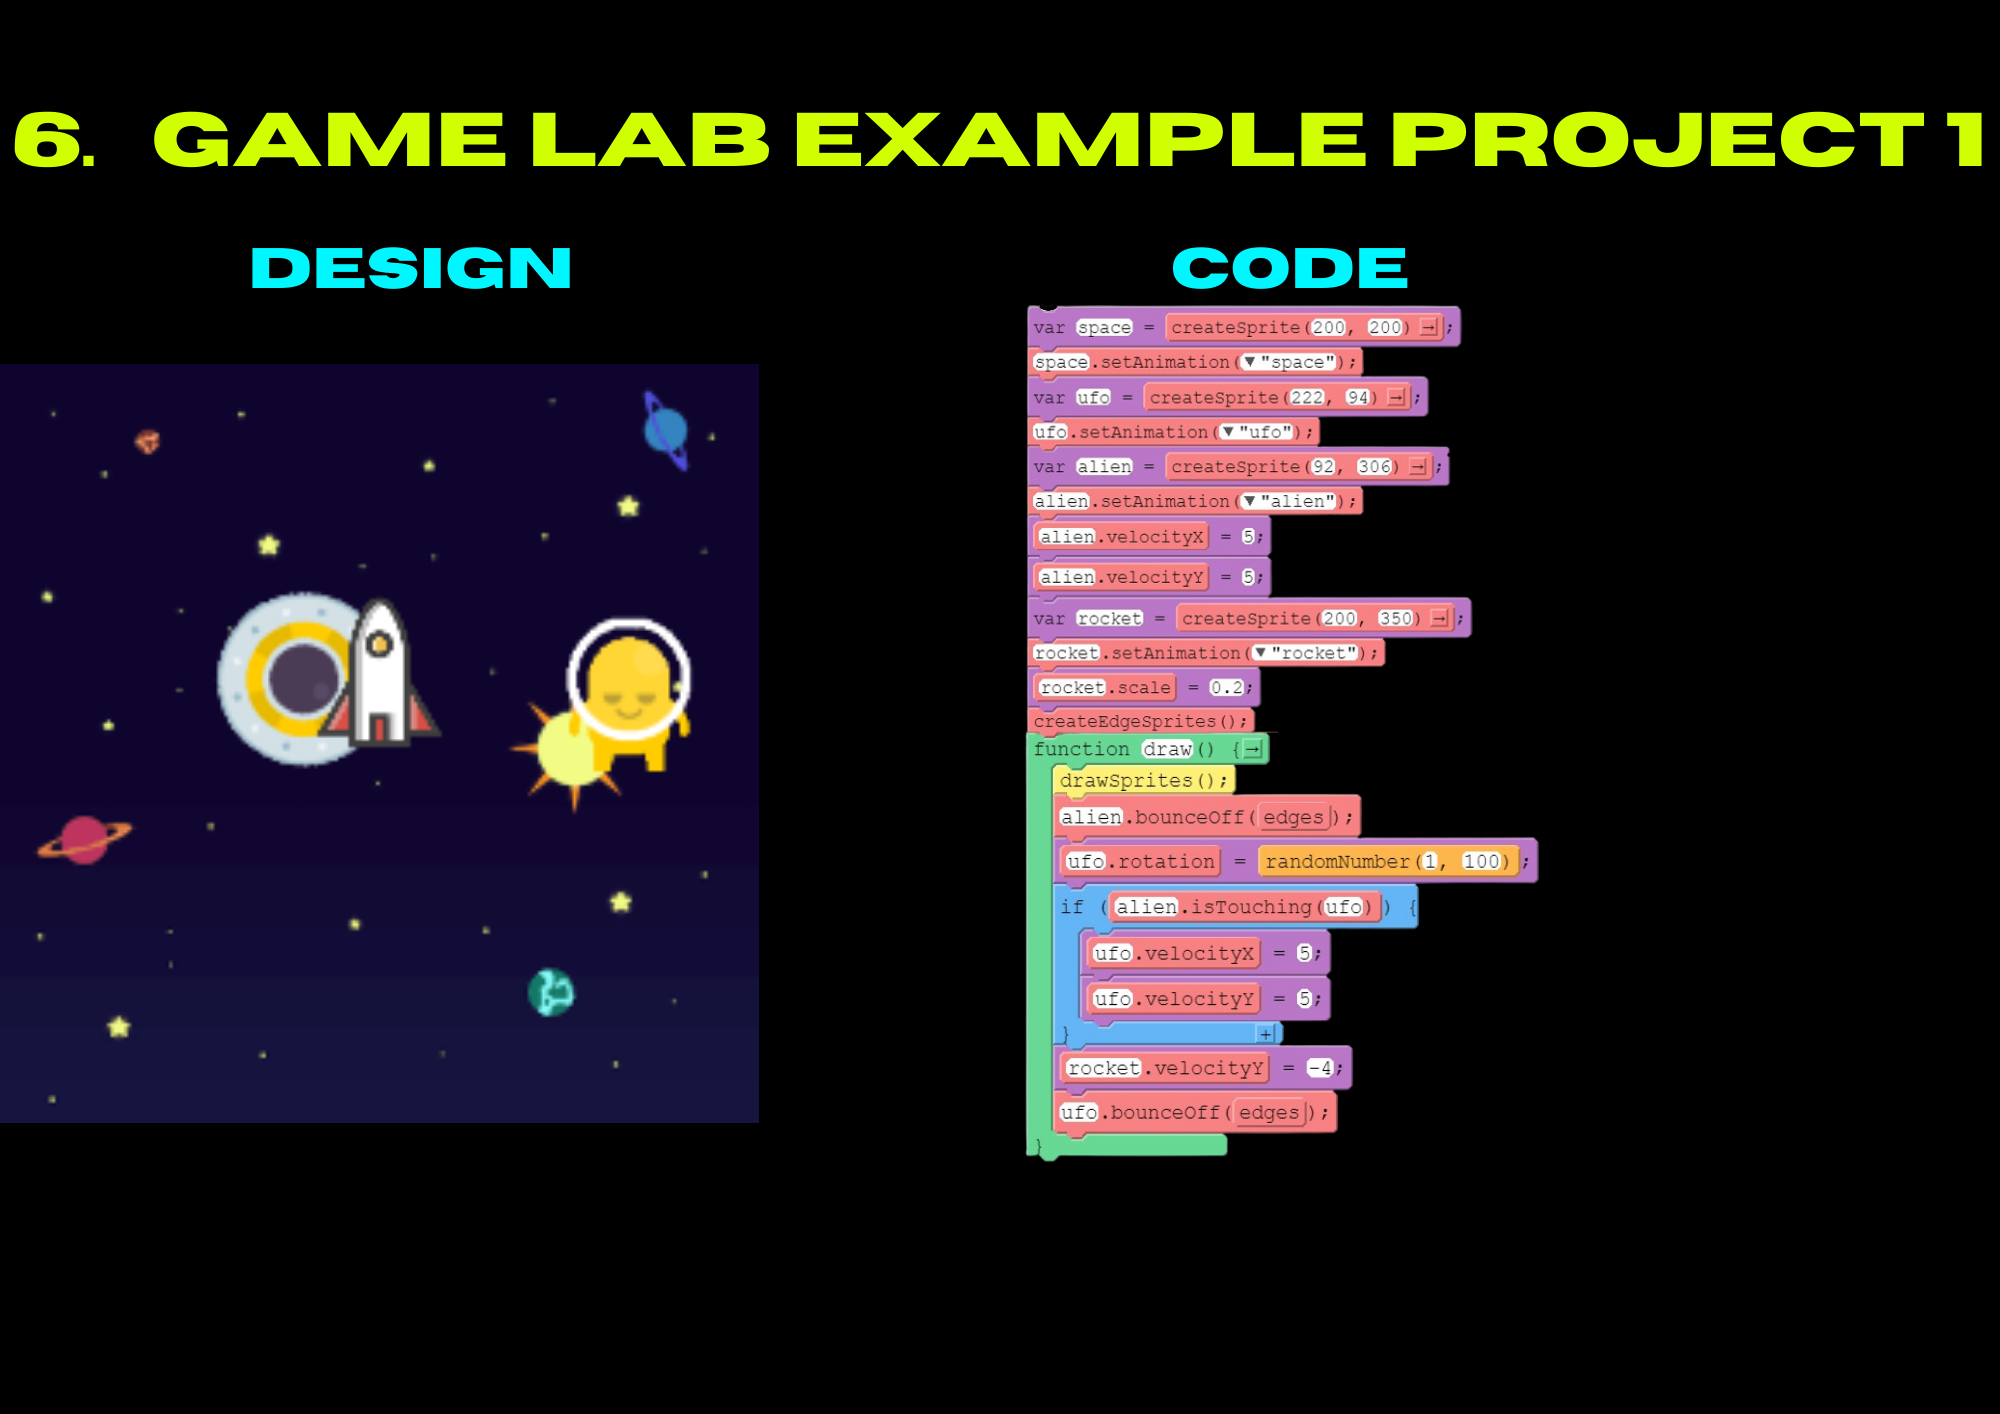 6. GAME LAB EXAMPLE PROJECT 1
DESIGN
CODE
var space = createSprite(200, 200) → ;
space.setAnimation(▼"space");
var ufo = createSprite(222, 94) → ;
ufo.setAnimation(▼"ufo");
var alien = createSprite(92, 306) → ;
alien.setAnimation(▼"alien");
alien.velocityX = 5;
alien.velocityY = 5;
var rocket = createSprite(200, 350) → ;
rocket.setAnimation(▼"rocket");
rocket.scale = 0.2;
createEdgeSprites();
function draw() { →
drawSprites();
alien.bounceOff(edges);
ufo.rotation = randomNumber(1, 100);
if (alien.isTouching(ufo)) {
ufo.velocityX = 5;
ufo.velocityY = 5;
} +
rocket.velocityY = -4;
ufo.bounceOff(edges);
}